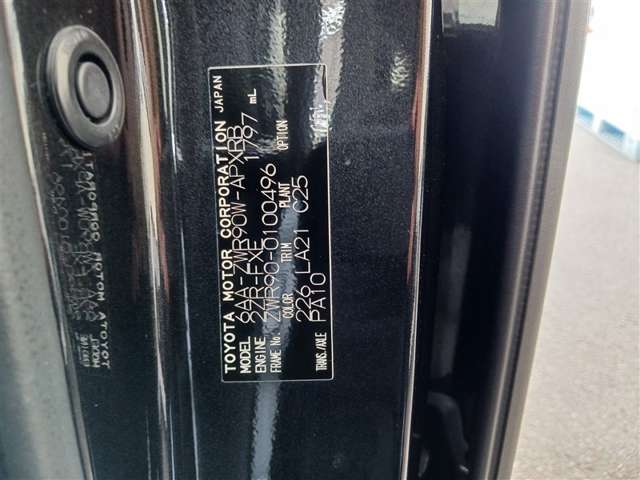 TOYOTA MOTOR CORPORATION JAPAN
MODEL 6AA-ZWR90W-APXRB
ENGINE 2ZR-FXE 1797 mL
FRAME No. ZWR90-0100496
COLOR TRIM PLANT OPTION
226 LA21 C25
TRANS./AXLE PA10